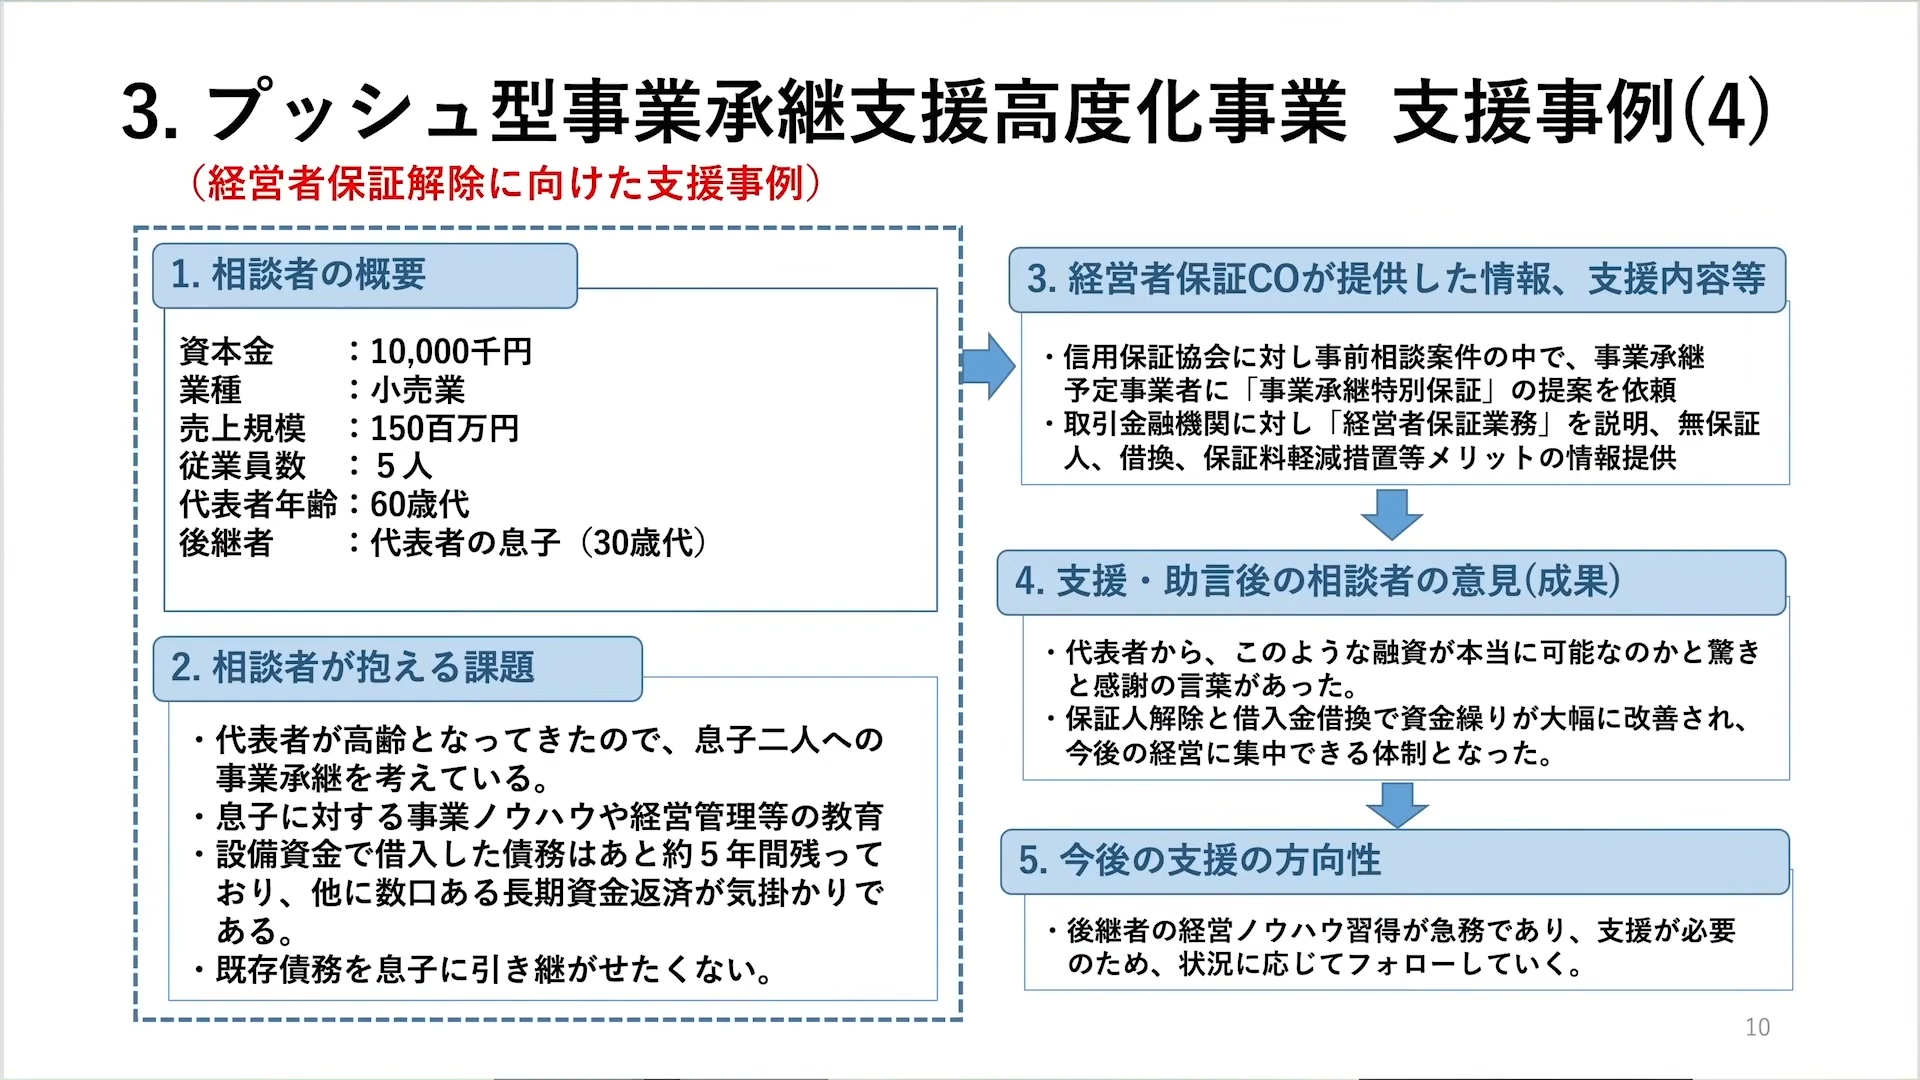 3. プッシュ型事業承継支援高度化事業 支援事例(4)
（経営者保証解除に向けた支援事例）
1. 相談者の概要
資本金 ：10,000千円
業種 ：小売業
売上規模 ：150百万円
従業員数 ：５人
代表者年齢：60歳代
後継者 ：代表者の息子（30歳代）
2. 相談者が抱える課題
・代表者が高齢となってきたので、息子二人への
事業承継を考えている。
・息子に対する事業ノウハウや経営管理等の教育
・設備資金で借入した債務はあと約５年間残って
おり、他に数口ある長期資金返済が気掛かりで
ある。
・既存債務を息子に引き継がせたくない。
3. 経営者保証COが提供した情報、支援内容等
・信用保証協会に対し事前相談案件の中で、事業承継
予定事業者に「事業承継特別保証」の提案を依頼
・取引金融機関に対し「経営者保証業務」を説明、無保証
人、借換、保証料軽減措置等メリットの情報提供
4. 支援・助言後の相談者の意見(成果)
・代表者から、このような融資が本当に可能なのかと驚き
と感謝の言葉があった。
・保証人解除と借入金借換で資金繰りが大幅に改善され、
今後の経営に集中できる体制となった。
5. 今後の支援の方向性
・後継者の経営ノウハウ習得が急務であり、支援が必要
のため、状況に応じてフォローしていく。
10